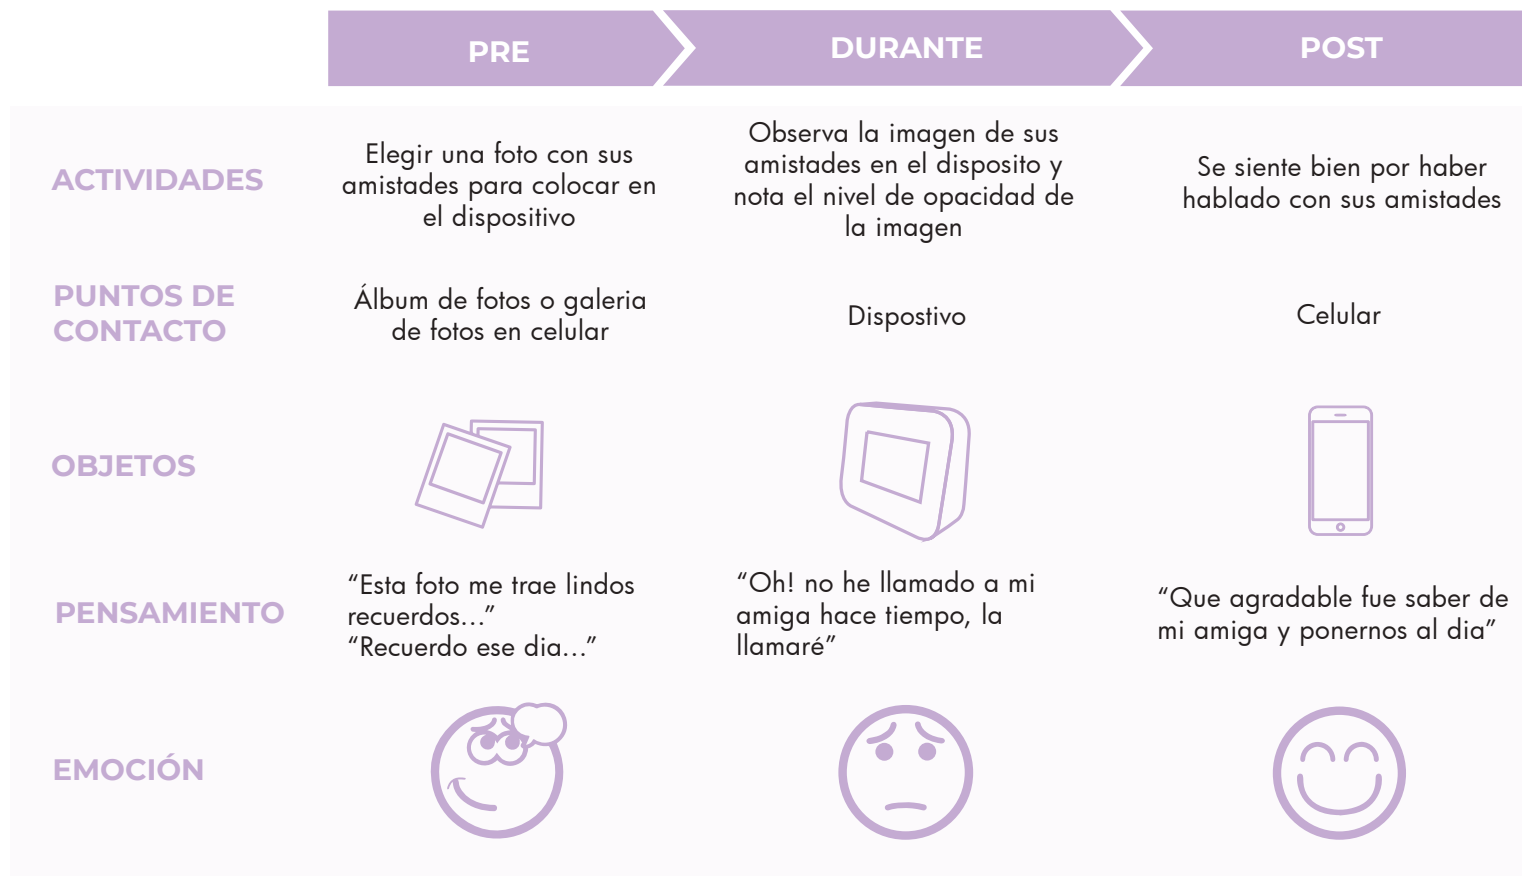 PRE
DURANTE
POST
ACTIVIDADES
Elegir una foto con sus
amistades para colocar en
el dispositivo
Observa la imagen de sus
amistades en el disposito y
nota el nivel de opacidad de
la imagen
Se siente bien por haber
hablado con sus amistades
PUNTOS DE
CONTACTO
Álbum de fotos o galeria
de fotos en celular
Dispostivo
Celular
OBJETOS
PENSAMIENTO
“Esta foto me trae lindos
recuerdos...”
“Recuerdo ese dia...”
“Oh! no he llamado a mi
amiga hace tiempo, la
llamaré”
“Que agradable fue saber de
mi amiga y ponernos al dia”
EMOCIÓN